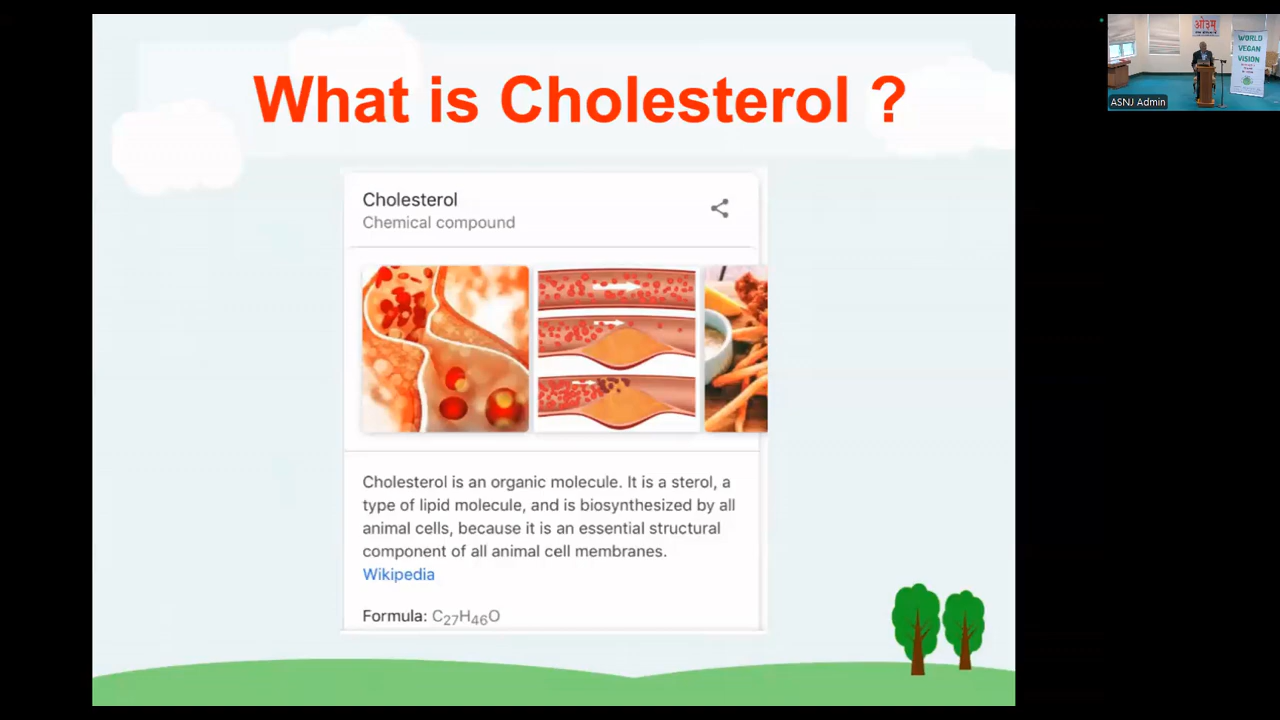 What is Cholesterol ?
Cholesterol
Chemical compound
Cholesterol is an organic molecule. It is a sterol, a
type of lipid molecule, and is biosynthesized by all
animal cells, because it is an essential structural
component of all animal cell membranes.
Wikipedia
Formula: C₂₇H₄₆O
ओ३म्
WORLD
VEGAN
VISION
ASNJ Admin